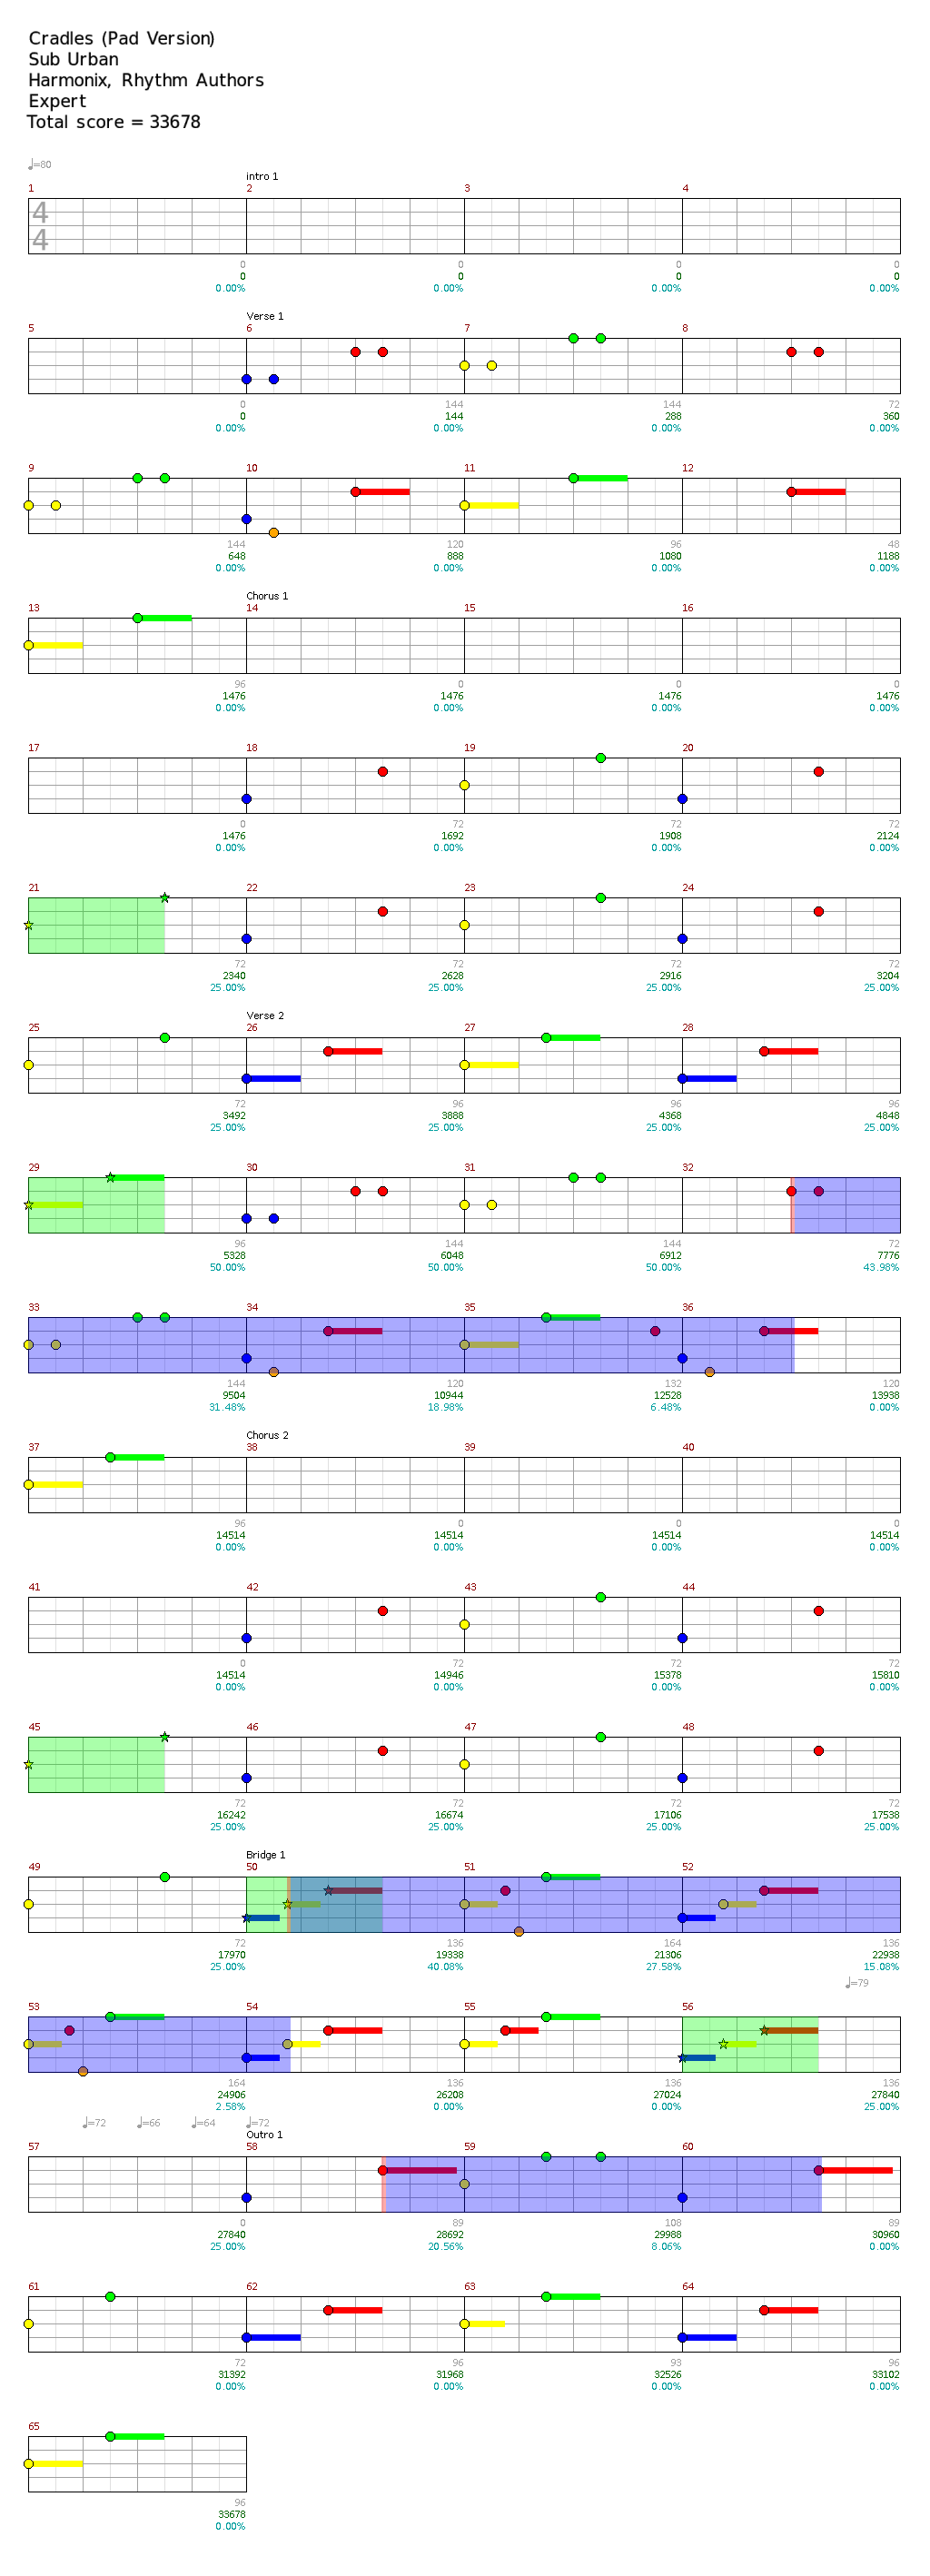 Cradles (Pad Version)
Sub Urban
Harmonix, Rhythm Authors
Expert
Total score = 33678
♩=80
intro 1
1 2 3 4
4
4
0 0 0 0
0 0 0 0
0.00% 0.00% 0.00% 0.00%
Verse 1
5 6 7 8
0 144 144 72
0 144 288 360
0.00% 0.00% 0.00% 0.00%
9 10 11 12
144 120 96 48
648 888 1080 1188
0.00% 0.00% 0.00% 0.00%
Chorus 1
13 14 15 16
96 0 0 0
1476 1476 1476 1476
0.00% 0.00% 0.00% 0.00%
17 18 19 20
0 72 72 72
1476 1692 1908 2124
0.00% 0.00% 0.00% 0.00%
21 22 23 24
72 72 72 72
2340 2628 2916 3204
25.00% 25.00% 25.00% 25.00%
Verse 2
25 26 27 28
72 96 96 96
3492 3888 4368 4848
25.00% 25.00% 25.00% 25.00%
29 30 31 32
96 144 144 72
5328 6048 6912 7776
50.00% 50.00% 50.00% 43.98%
33 34 35 36
144 120 132 120
9504 10944 12528 13938
31.48% 18.98% 6.48% 0.00%
Chorus 2
37 38 39 40
96 0 0 0
14514 14514 14514 14514
0.00% 0.00% 0.00% 0.00%
41 42 43 44
0 72 72 72
14514 14946 15378 15810
0.00% 0.00% 0.00% 0.00%
45 46 47 48
72 72 72 72
16242 16674 17106 17538
25.00% 25.00% 25.00% 25.00%
Bridge 1
49 50 51 52
72 136 164 136
17970 19338 21306 22938
25.00% 40.08% 27.58% 15.08%
♩=79
53 54 55 56
164 136 136 136
24906 26208 27024 27840
2.58% 0.00% 0.00% 25.00%
♩=72 ♩=66 ♩=64 ♩=72
Outro 1
57 58 59 60
0 89 108 89
27840 28692 29988 30960
25.00% 20.56% 8.06% 0.00%
61 62 63 64
72 96 93 96
31392 31968 32526 33102
0.00% 0.00% 0.00% 0.00%
65
96
33678
0.00%